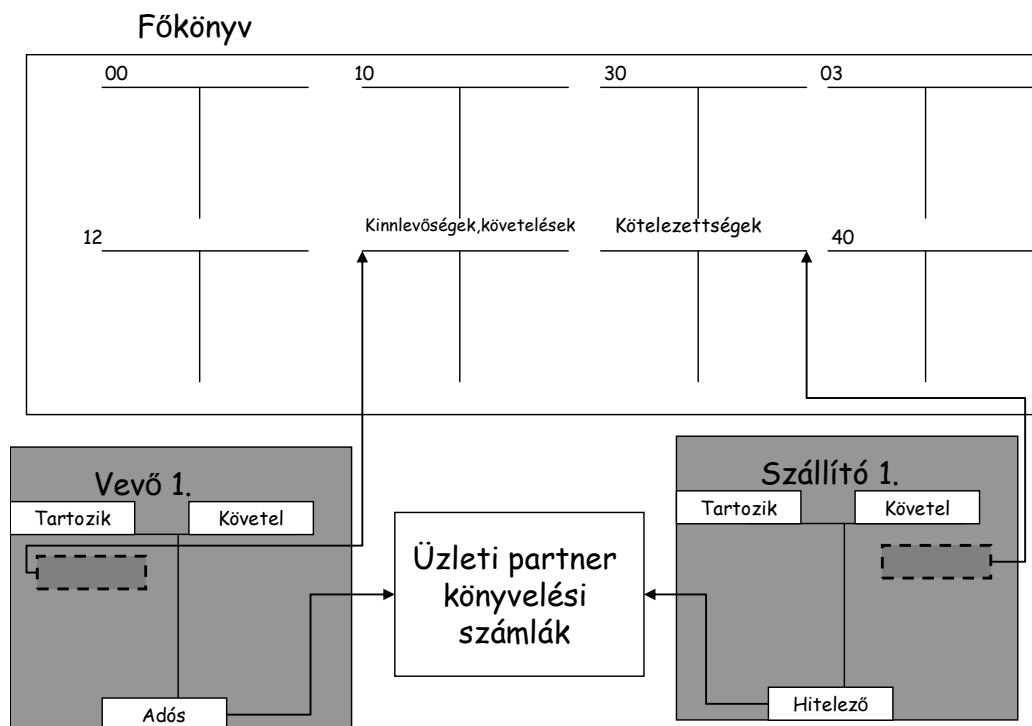 Főkönyv
00
10
30
03
12
Kinnlevőségek,követelések
Kötelezettségek
40
Vevő 1.
Tartozik
Követel
Szállító 1.
Tartozik
Követel
Üzleti partner
könyvelési
számlák
Adós
Hitelező